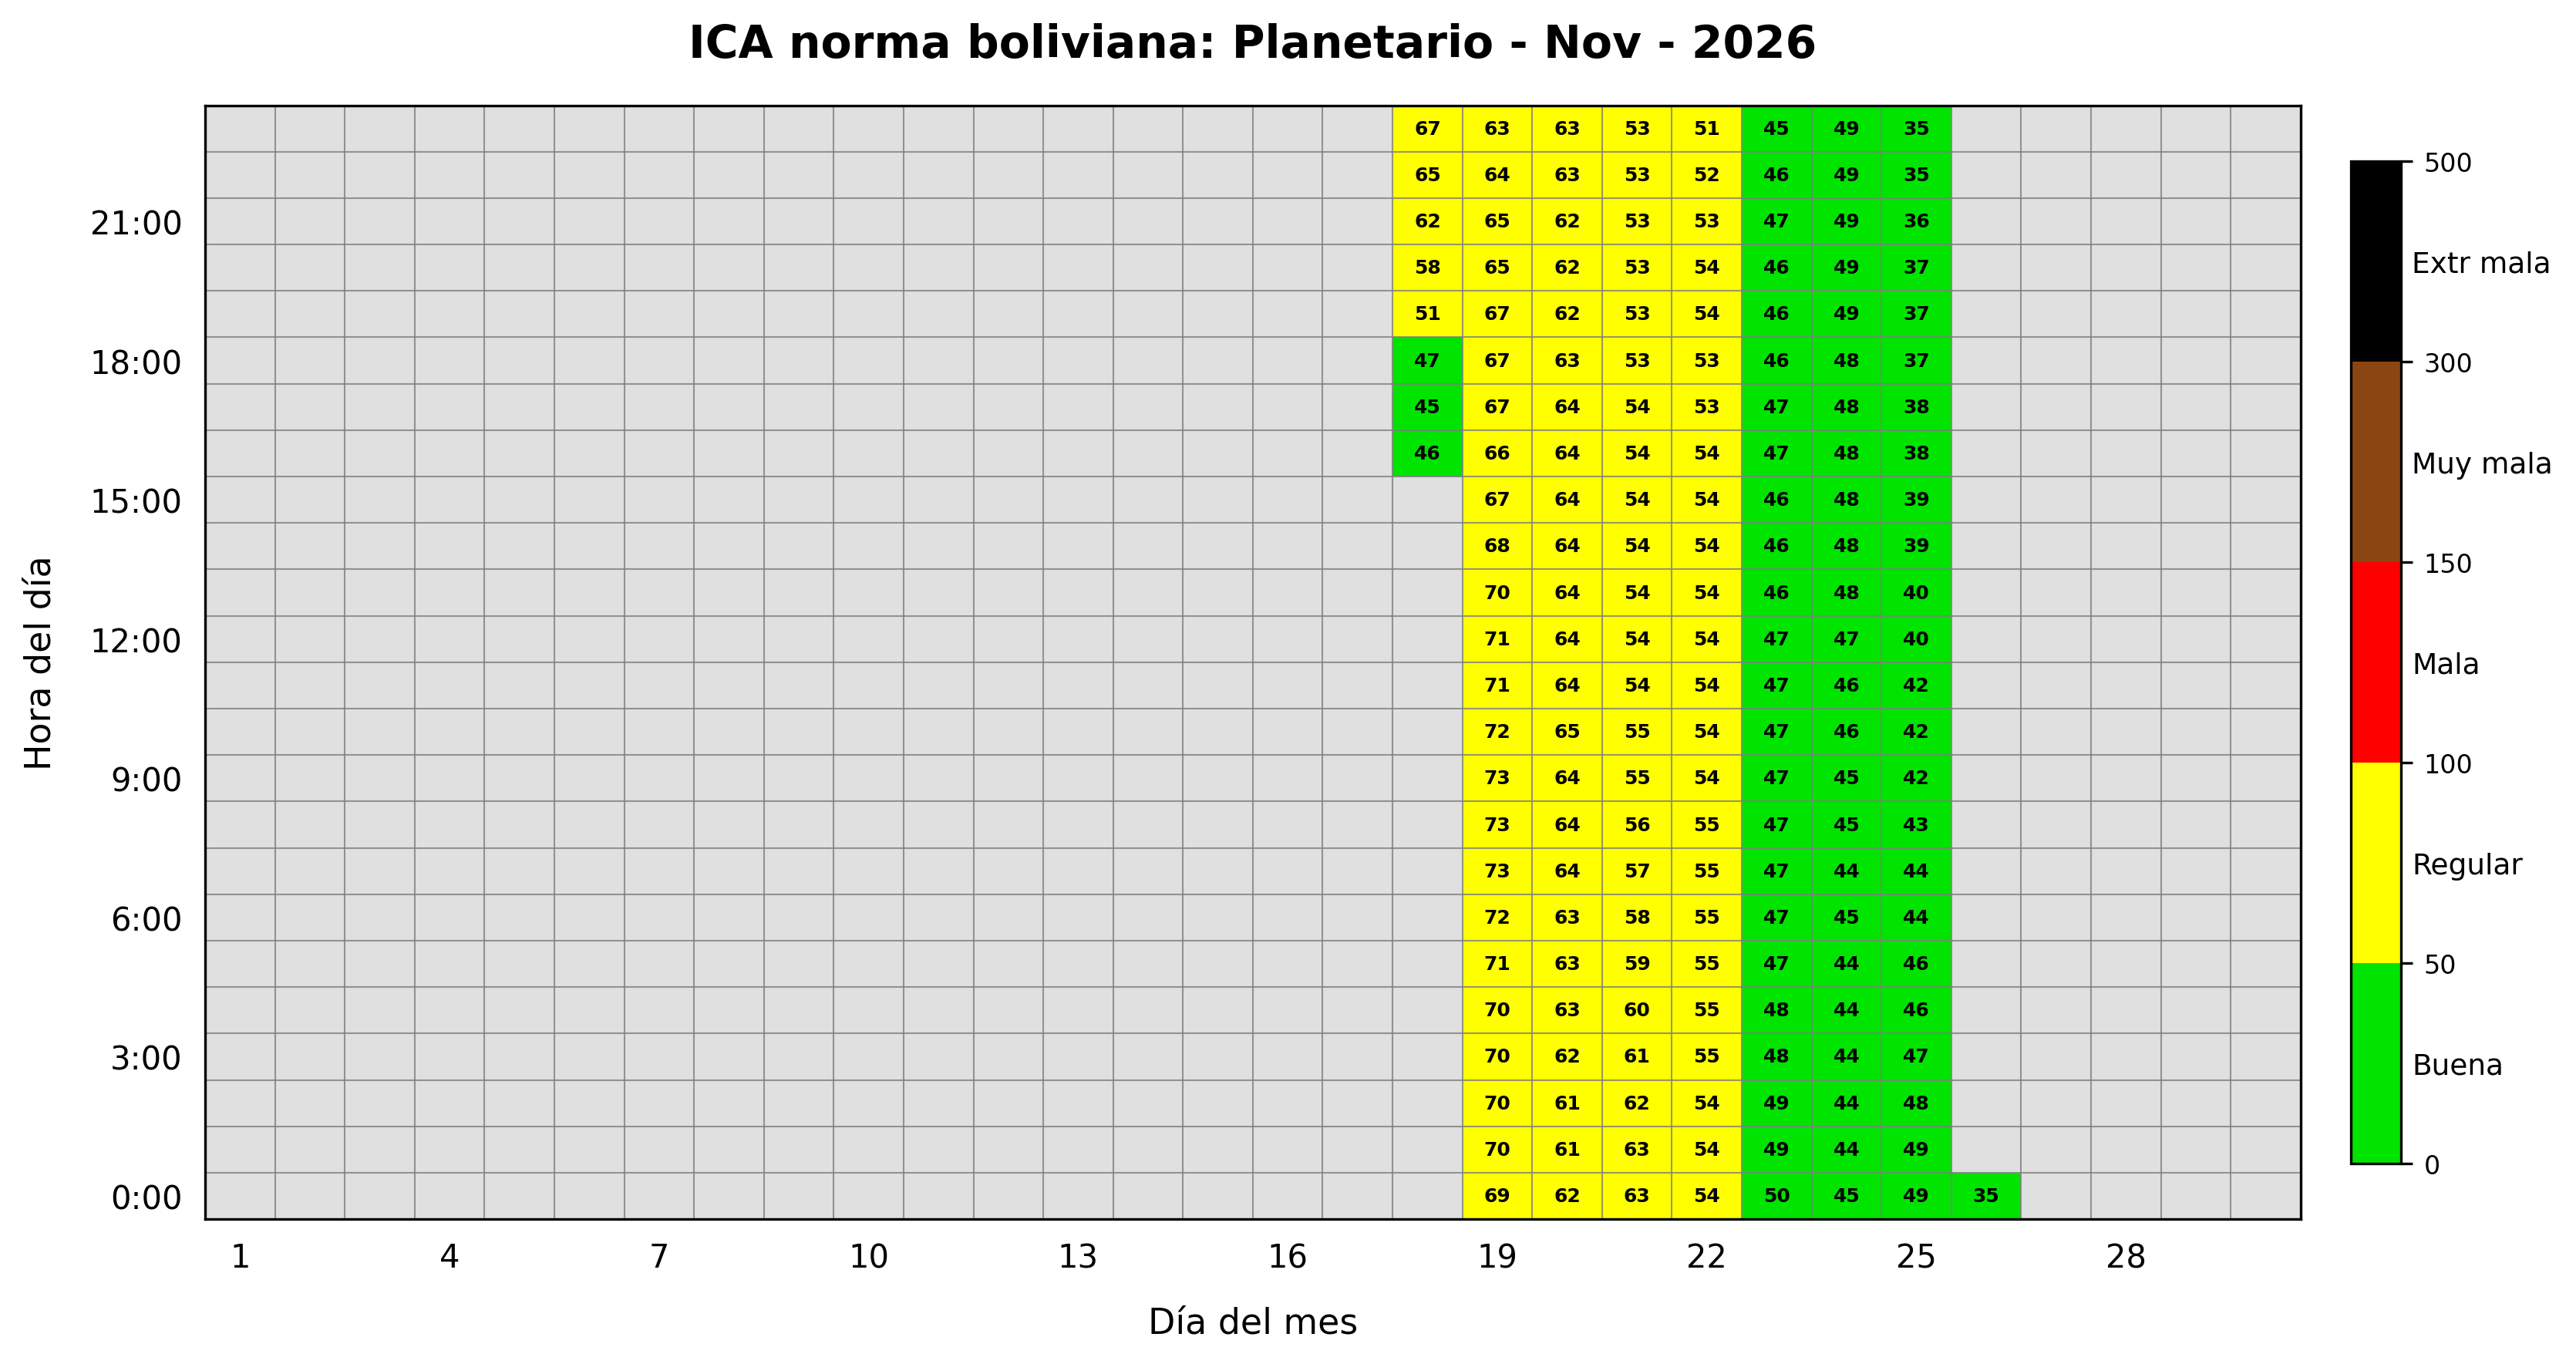 ICA norma boliviana: Planetario - Nov - 2026
67 63 63 53 51 45 49 35
65 64 63 53 52 46 49 35
21:00 62 65 62 53 53 47 49 36
58 65 62 53 54 46 49 37
51 67 62 53 54 46 49 37
18:00 47 67 63 53 53 46 48 37
45 67 64 54 53 47 48 38
46 66 64 54 54 47 48 38
15:00 67 64 54 54 46 48 39
68 64 54 54 46 48 39
70 64 54 54 46 48 40
12:00 71 64 54 54 47 47 40
71 64 54 54 47 46 42
72 65 55 54 47 46 42
9:00 73 64 55 54 47 45 42
73 64 56 55 47 45 43
73 64 57 55 47 44 44
6:00 72 63 58 55 47 45 44
71 63 59 55 47 44 46
70 63 60 55 48 44 46
3:00 70 62 61 55 48 44 47
70 61 62 54 49 44 48
70 61 63 54 49 44 49
0:00 69 62 63 54 50 45 49 35
1 4 7 10 13 16 19 22 25 28
Día del mes
Hora del día
500
Extr mala
300
Muy mala
150
Mala
100
Regular
50
Buena
0